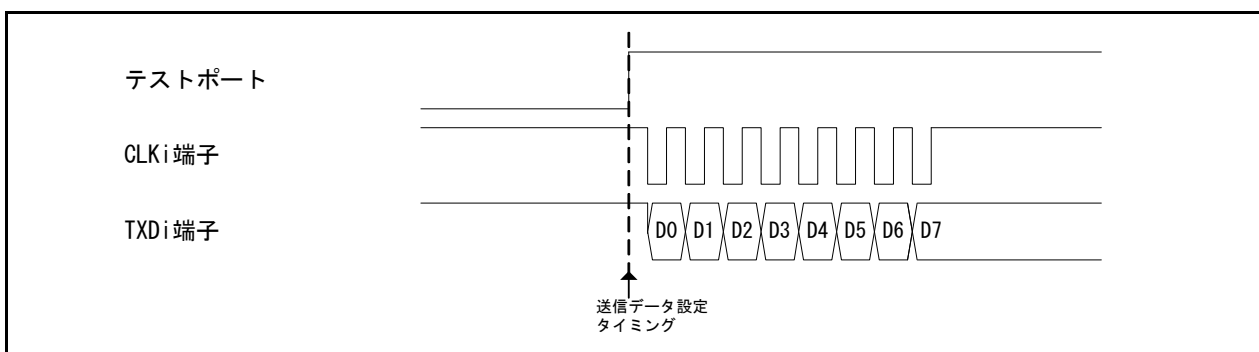 テストポート
CLKi端子
TXDi端子
D0 D1 D2 D3 D4 D5 D6 D7
送信データ設定
タイミング